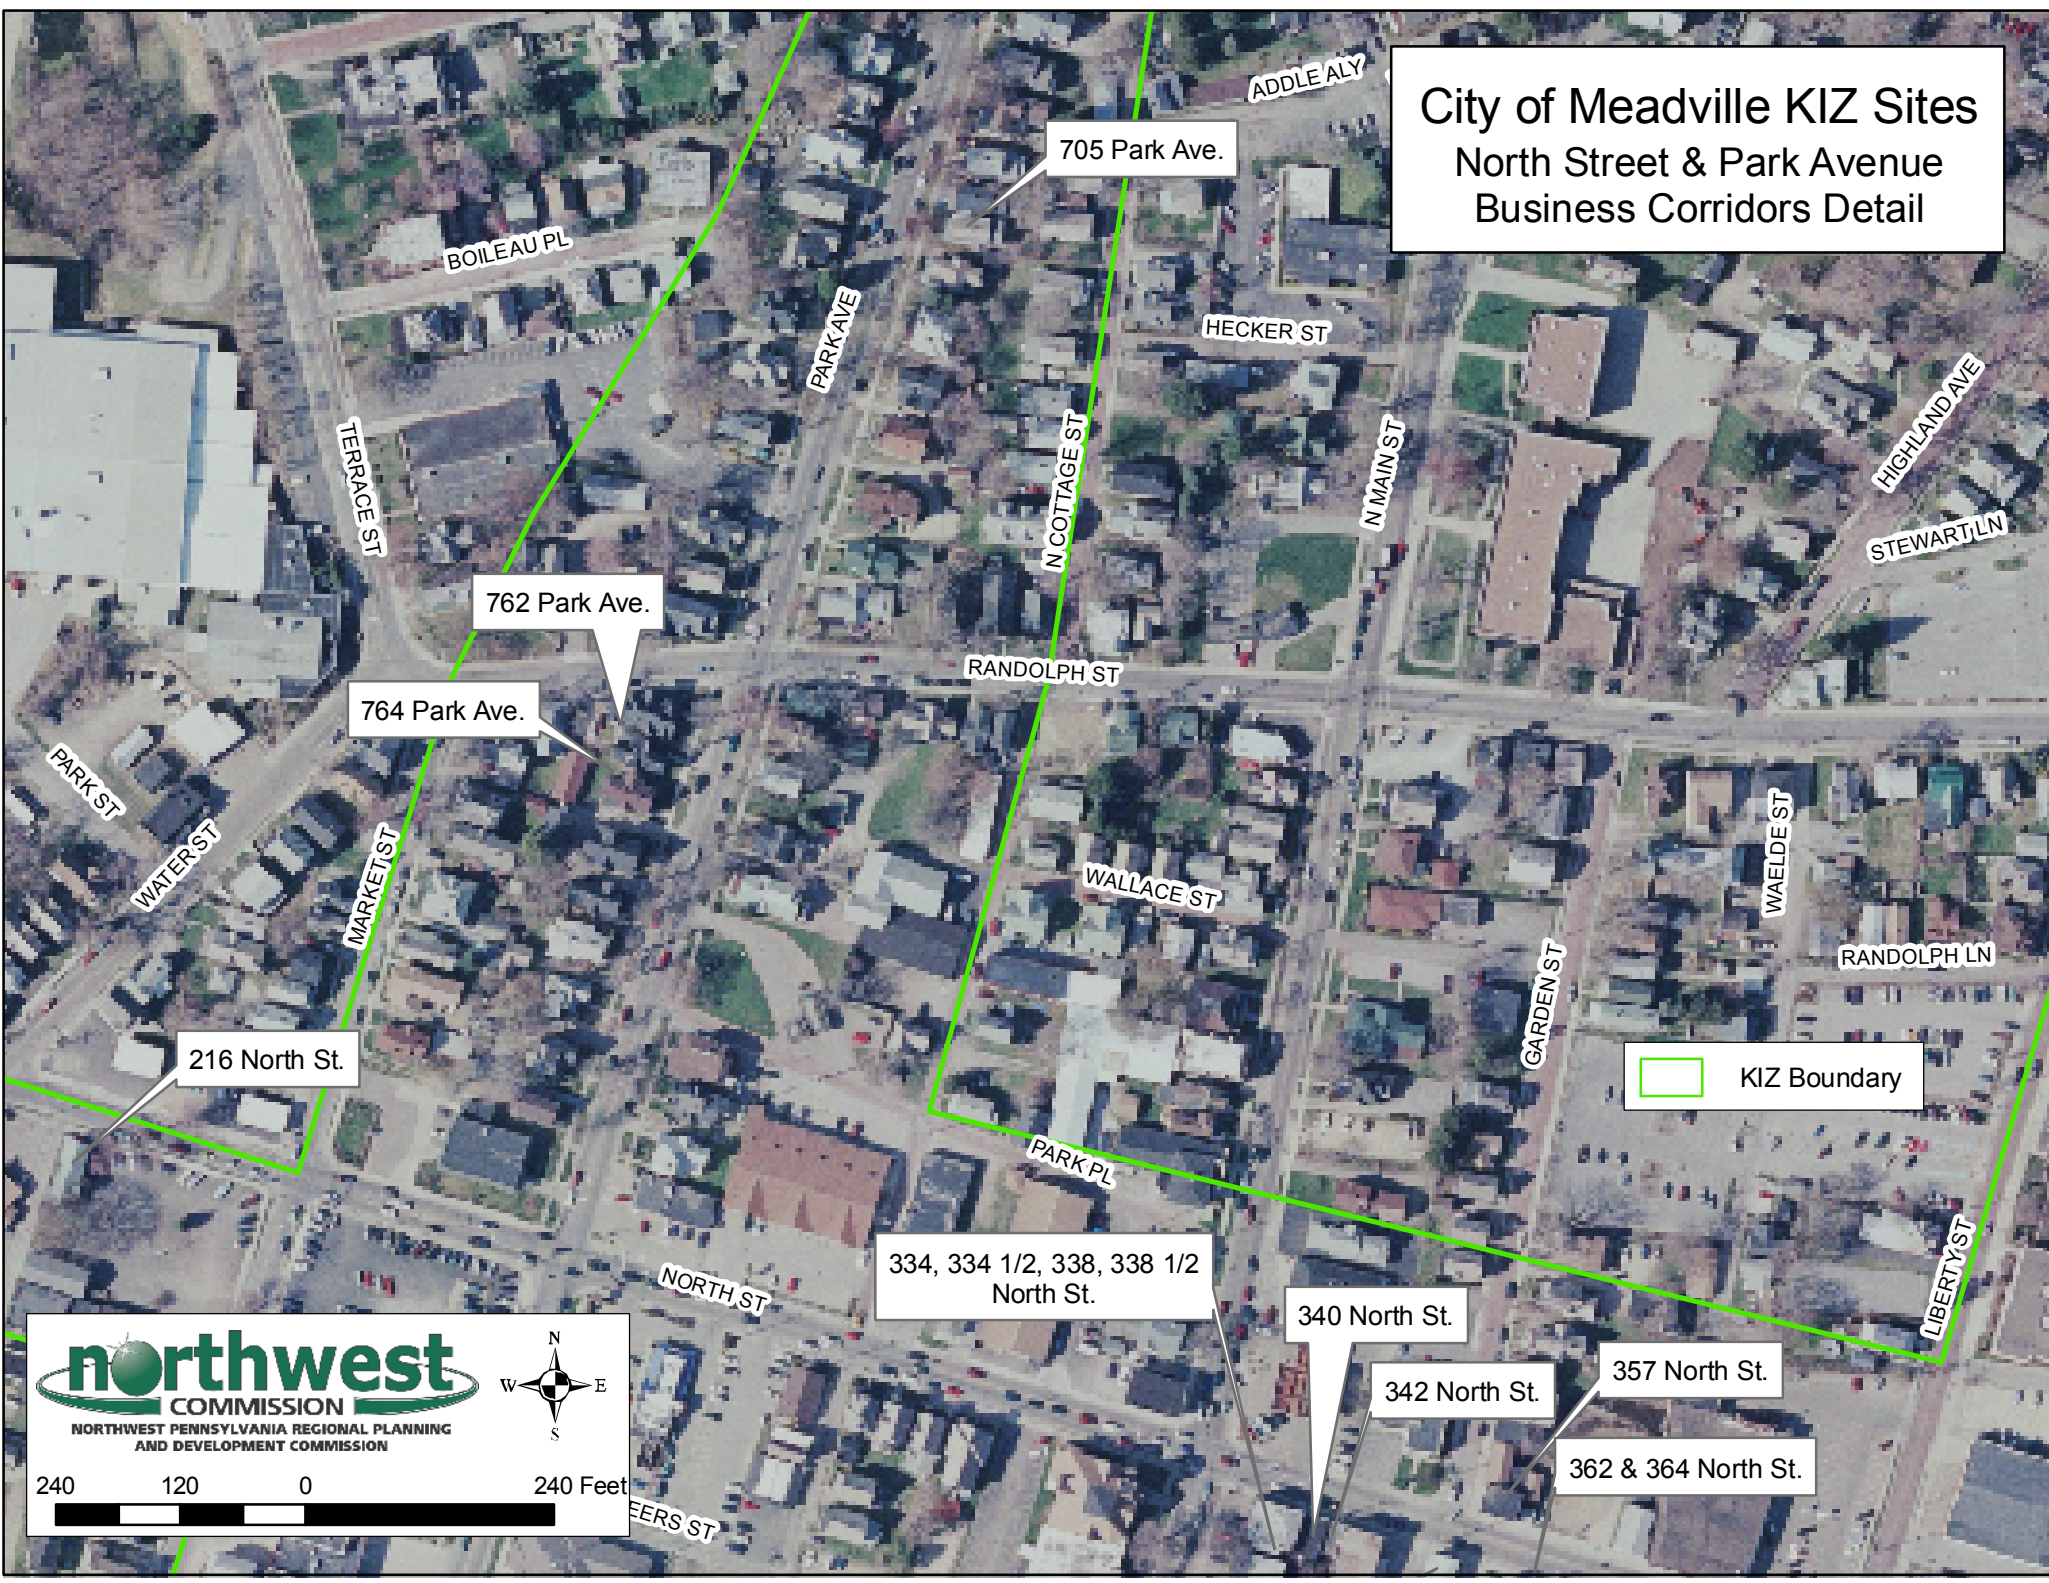 City of Meadville KIZ Sites
North Street & Park Avenue
Business Corridors Detail
ADDLE ALY
705 Park Ave.
BOILEAU PL
PARK AVE
HECKER ST
HIGHLAND AVE
TERRACE ST
N COTTAGE ST
N MAIN ST
STEWART LN
762 Park Ave.
RANDOLPH ST
764 Park Ave.
PARK ST
WATER ST
MARKET ST
WALLACE ST
WAELDE ST
GARDEN ST
RANDOLPH LN
216 North St.
KIZ Boundary
PARK PL
LIBERTY ST
NORTH ST
334, 334 1/2, 338, 338 1/2
North St.
340 North St.
342 North St.
357 North St.
362 & 364 North St.
northwest
COMMISSION
NORTHWEST PENNSYLVANIA REGIONAL PLANNING
AND DEVELOPMENT COMMISSION
N
W E
S
240 120 0 240 Feet
EERS ST